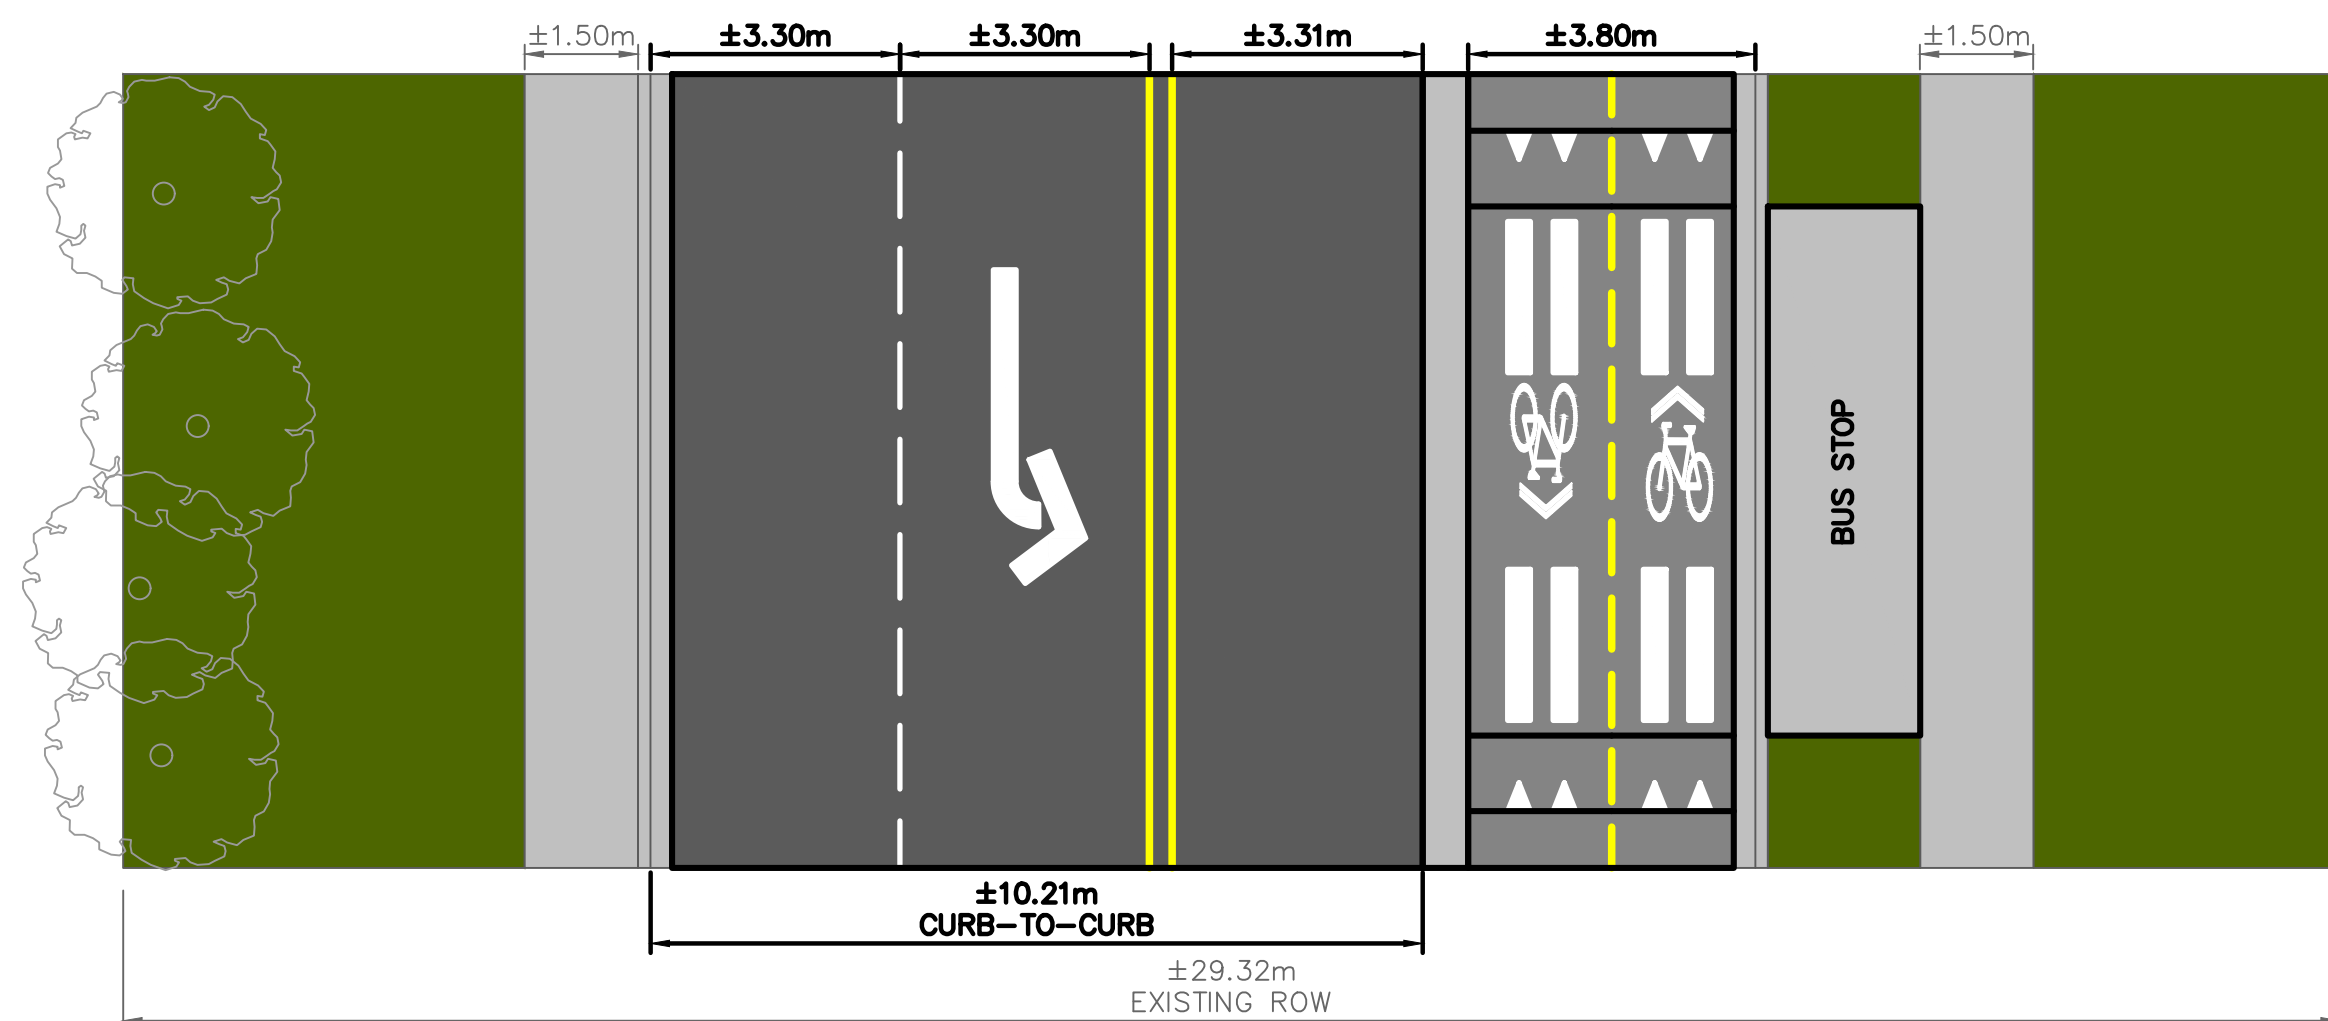 ±1.50m
±3.30m
±3.30m
±3.31m
±3.80m
±1.50m
BUS STOP
±10.21m
CURB-TO-CURB
±29.32m
EXISTING ROW